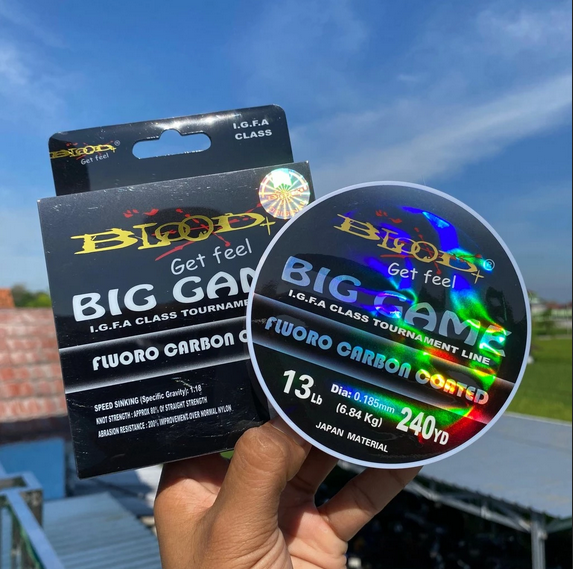 BLOOD
Get feel
I.G.F.A
CLASS
BLOOD
Get feel
BIG GAM
I.G.F.A CLASS TOURNAME
FLUORO CARBON C
SPEED SINKING (Specific Gravity): 1:18
KNOT STRENGTH : APPROX 80% OF STRAIGHT STRENGTH
ABRASION RESISTANCE : 200% IMPROVEMENT OVER NORMAL NYLON
BLOOD®
Get feel
BIG GAME
I.G.F.A CLASS TOURNAMENT LINE
FLUORO CARBON COATED
13Lb
Dia: 0.185mm
(6.84 Kg)
240YD
JAPAN MATERIAL